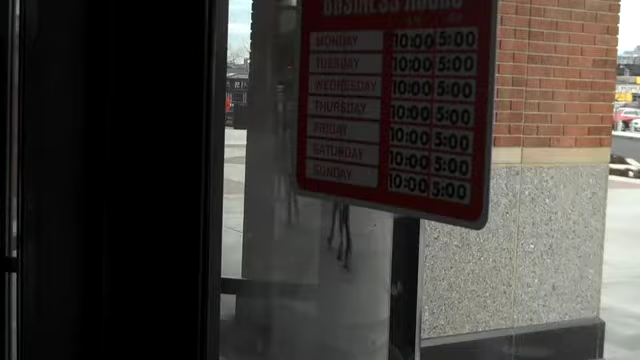 BUSINESS HOURS
MONDAY 10:00 5:00
TUESDAY 10:00 5:00
WEDNESDAY 10:00 5:00
THURSDAY 10:00 5:00
FRIDAY 10:00 5:00
SATURDAY 10:00 5:00
SUNDAY 10:00 5:00